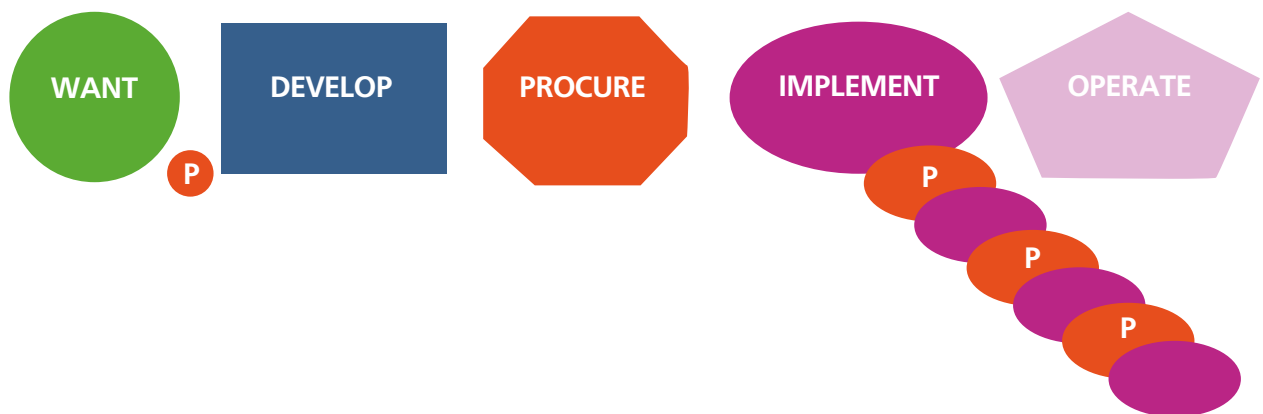 WANT
DEVELOP
PROCURE
IMPLEMENT
OPERATE
P
P
P
P